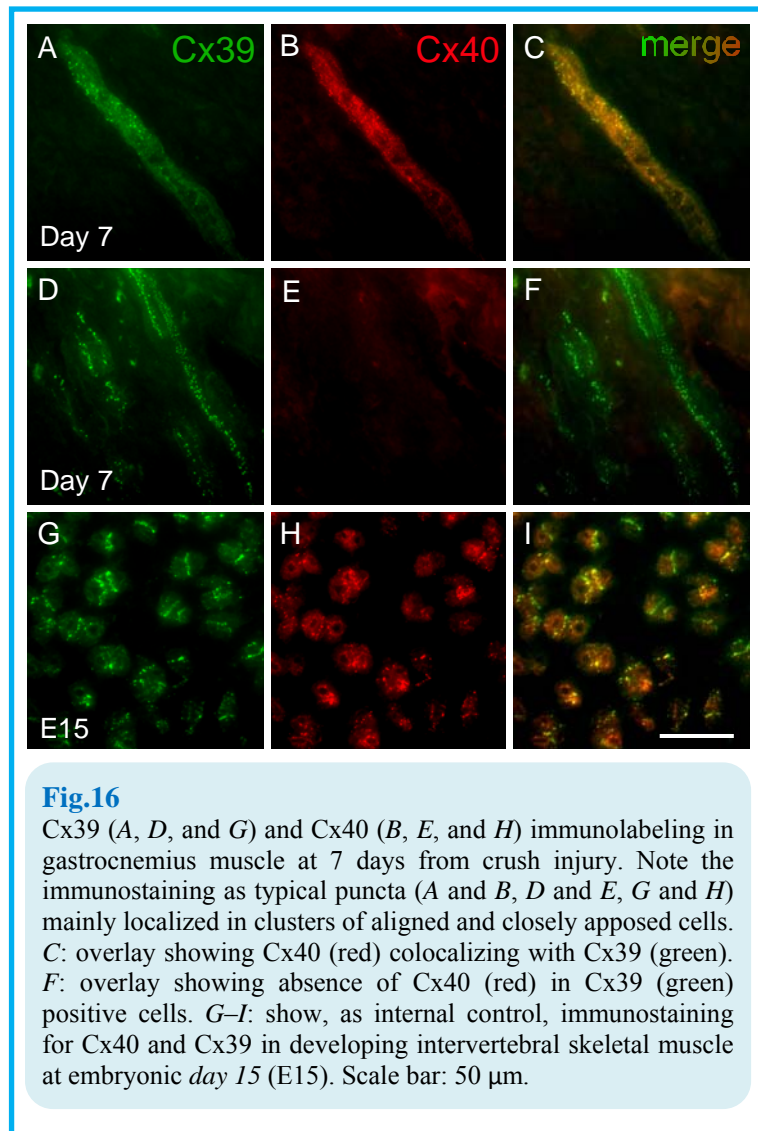 A Cx39 B Cx40 C merge
Day 7
D E F
Day 7
G H I
E15
Fig.16
Cx39 (A, D, and G) and Cx40 (B, E, and H) immunolabeling in
gastrocnemius muscle at 7 days from crush injury. Note the
immunostaining as typical puncta (A and B, D and E, G and H)
mainly localized in clusters of aligned and closely apposed cells.
C: overlay showing Cx40 (red) colocalizing with Cx39 (green).
F: overlay showing absence of Cx40 (red) in Cx39 (green)
positive cells. G–I: show, as internal control, immunostaining
for Cx40 and Cx39 in developing intervertebral skeletal muscle
at embryonic day 15 (E15). Scale bar: 50 µm.